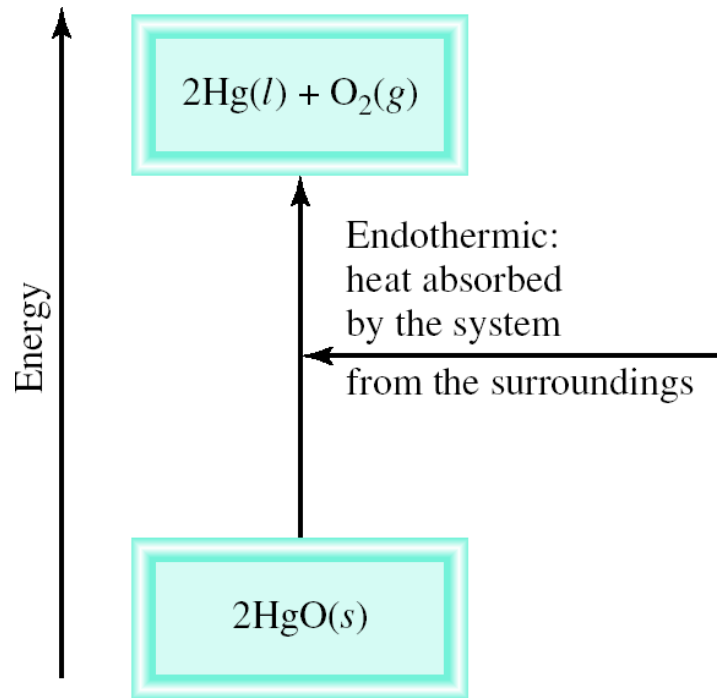 2Hg(l) + O₂(g)
Energy
Endothermic:
heat absorbed
by the system
from the surroundings
2HgO(s)